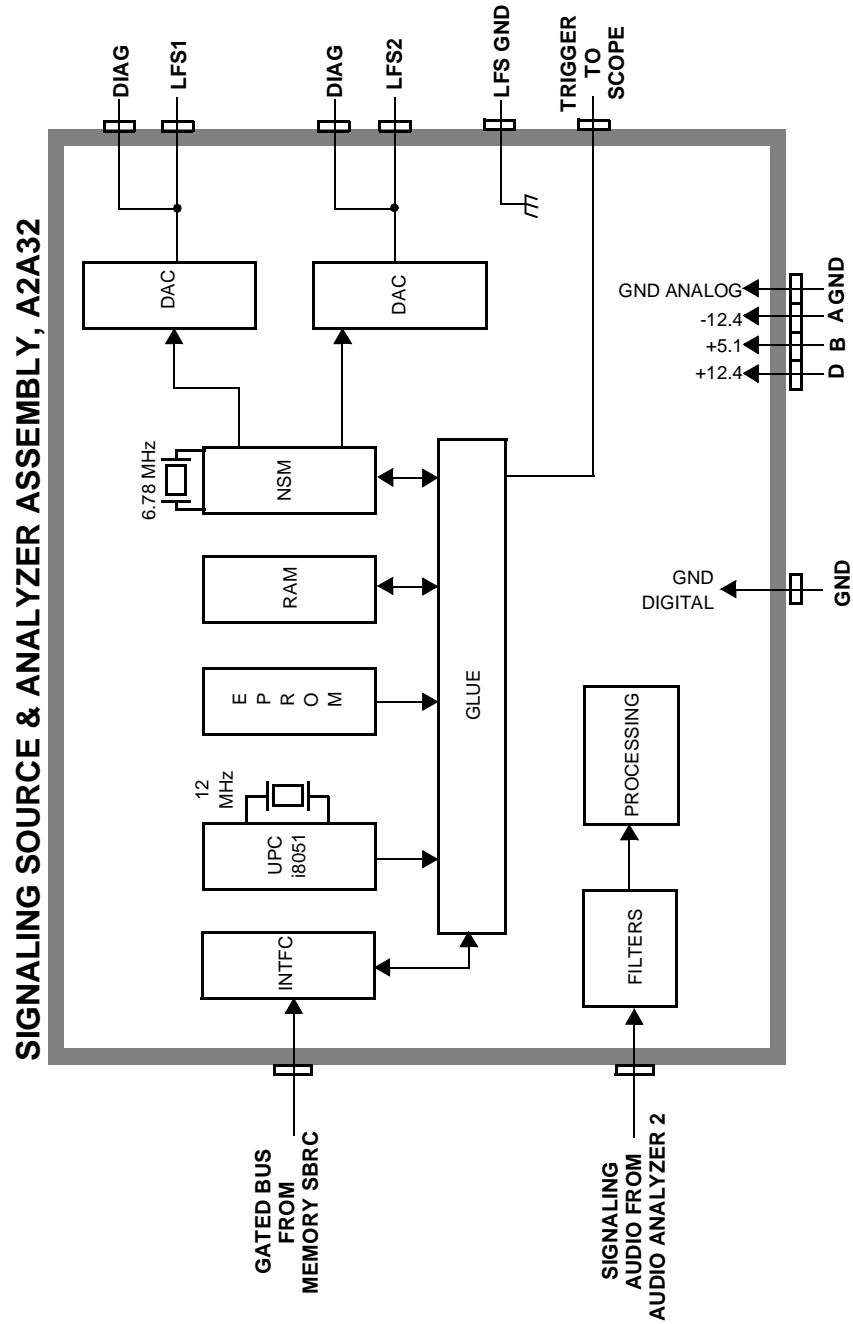 SIGNALING SOURCE & ANALYZER ASSEMBLY, A2A32
GATED BUS
FROM
MEMORY SBRC
INTFC
UPC
i8051
12
MHz
E
P
R
O
M
RAM
NSM
6.78 MHz
DAC
DIAG
LFS1
DAC
DIAG
LFS2
LFS GND
GLUE
TRIGGER
TO
SCOPE
SIGNALING
AUDIO FROM
AUDIO ANALYZER 2
FILTERS
PROCESSING
GND
DIGITAL
GND
GND ANALOG
-12.4
+5.1
+12.4
AGND
A
B
D